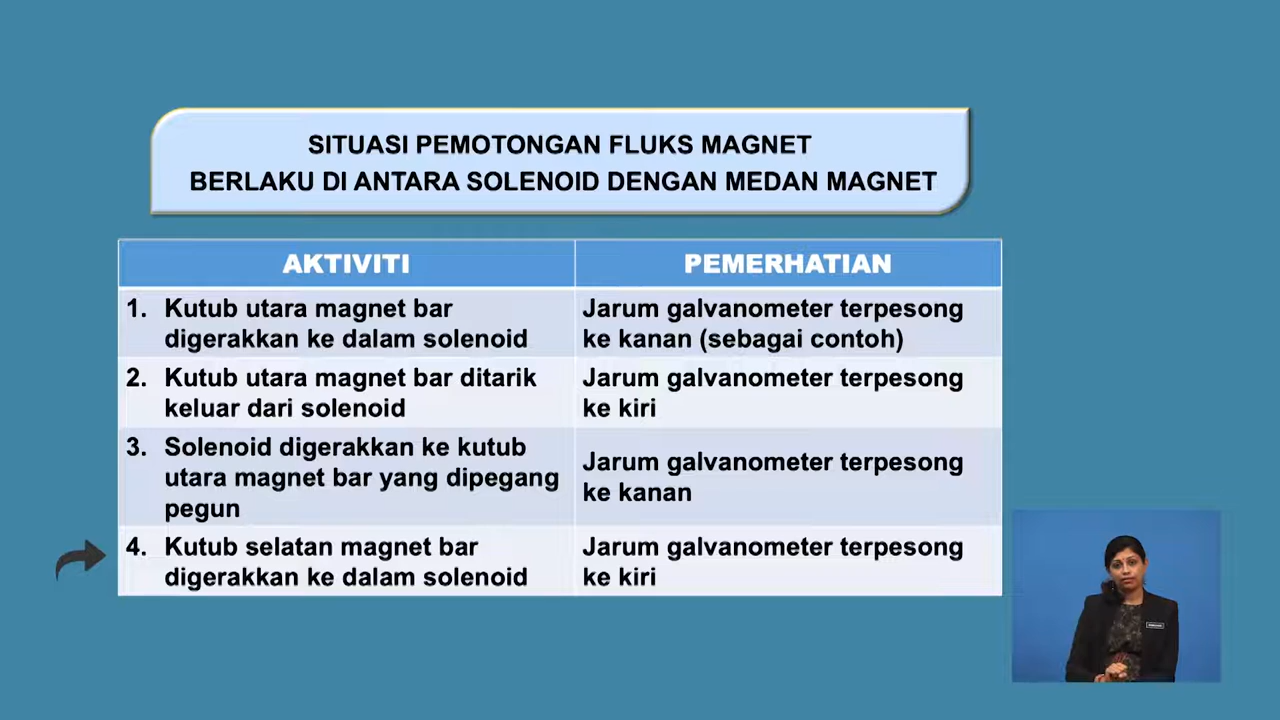 SITUASI PEMOTONGAN FLUKS MAGNET
BERLAKU DI ANTARA SOLENOID DENGAN MEDAN MAGNET
AKTIVITI
PEMERHATIAN
1. Kutub utara magnet bar
digerakkan ke dalam solenoid
Jarum galvanometer terpesong
ke kanan (sebagai contoh)
2. Kutub utara magnet bar ditarik
keluar dari solenoid
Jarum galvanometer terpesong
ke kiri
3. Solenoid digerakkan ke kutub
utara magnet bar yang dipegang
pegun
Jarum galvanometer terpesong
ke kanan
4. Kutub selatan magnet bar
digerakkan ke dalam solenoid
Jarum galvanometer terpesong
ke kiri